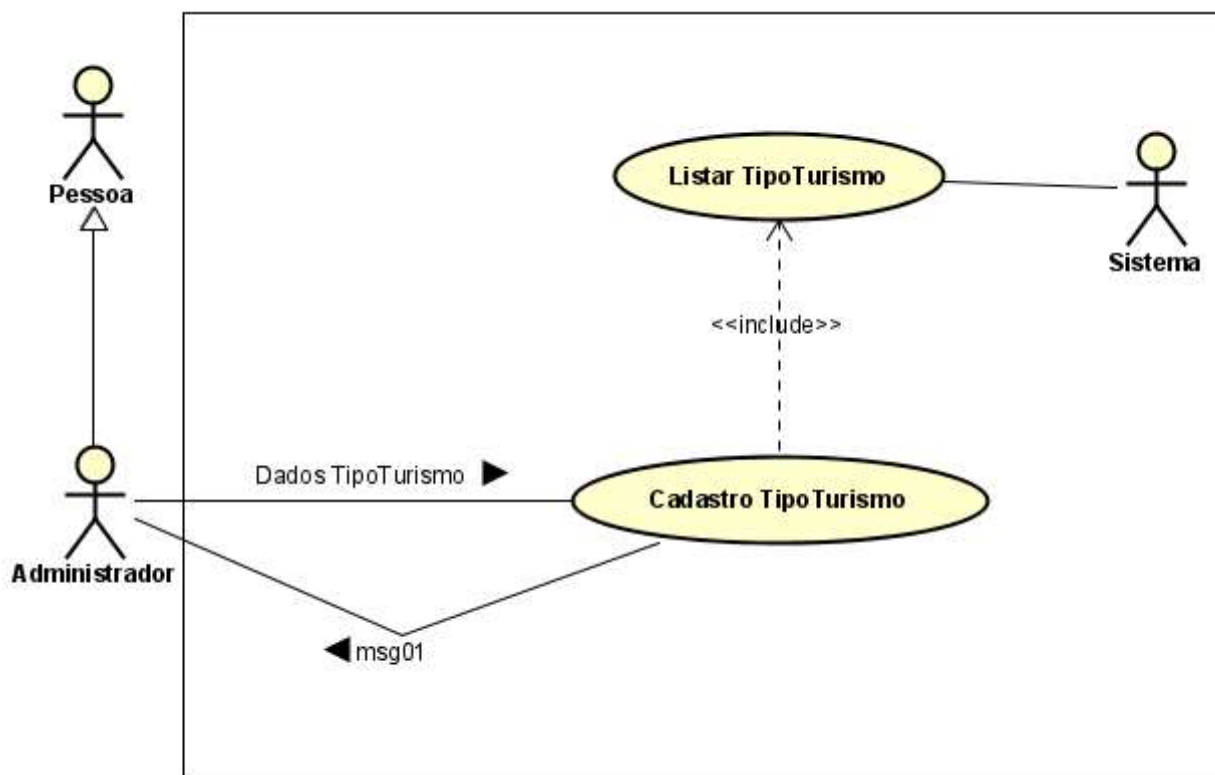 Pessoa
Listar TipoTurismo
Sistema
<<include>>
Dados TipoTurismo
Cadastro TipoTurismo
Administrador
msg01